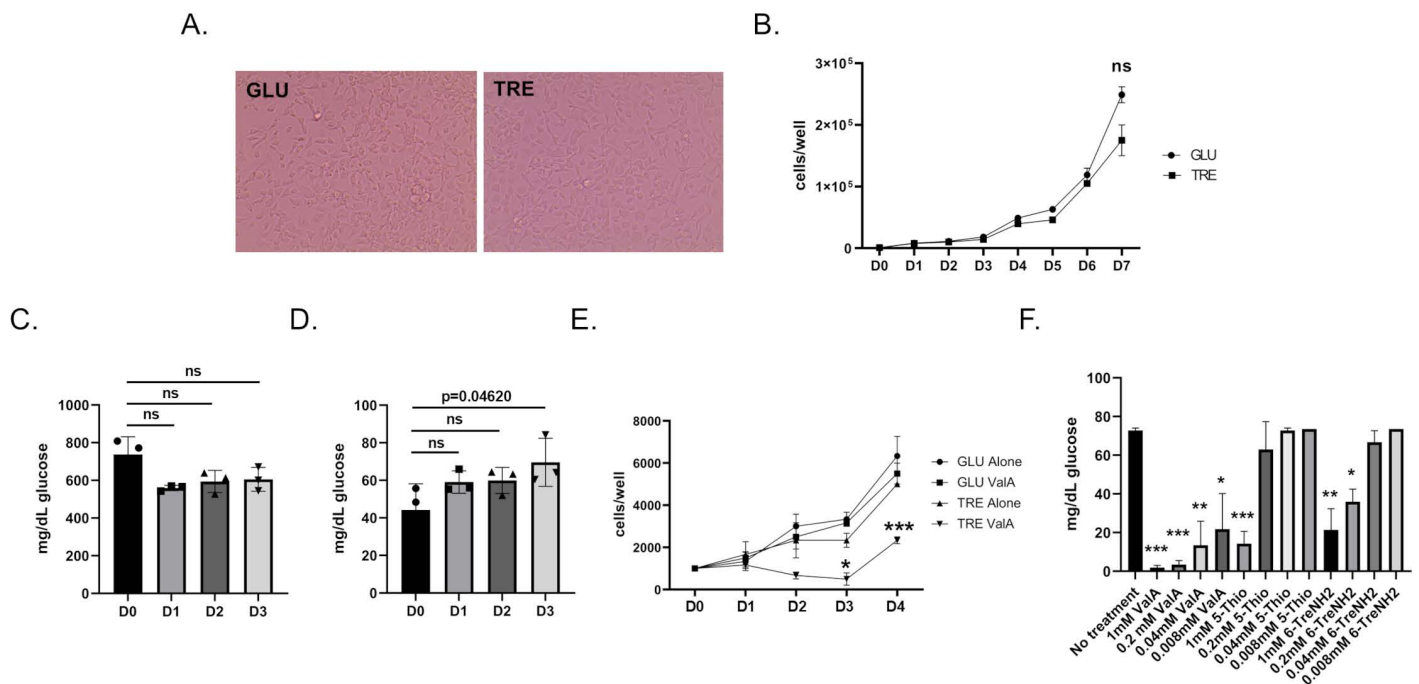 A.
GLU
TRE
B.
3×10⁵
2×10⁵
1×10⁵
0
cells/well
D0 D1 D2 D3 D4 D5 D6 D7
ns
GLU
TRE
C.
ns
ns
ns
1000
800
600
400
200
0
mg/dL glucose
D0 D1 D2 D3
D.
p=0.04620
ns
ns
100
80
60
40
20
0
mg/dL glucose
D0 D1 D2 D3
E.
8000
6000
4000
2000
0
cells/well
D0 D1 D2 D3 D4
*
***
GLU Alone
GLU ValA
TRE Alone
TRE ValA
F.
100
80
60
40
20
0
mg/dL glucose
*** *** ** * *** ** *
No treatment
1mM ValA
0.2 mM ValA
0.04mM ValA
0.008mM ValA
1mM 5-Thio
0.2mM 5-Thio
0.04mM 5-Thio
0.008mM 5-Thio
1mM 6-TreNH2
0.2mM 6-TreNH2
0.04mM 6-TreNH2
0.008mM 6-TreNH2